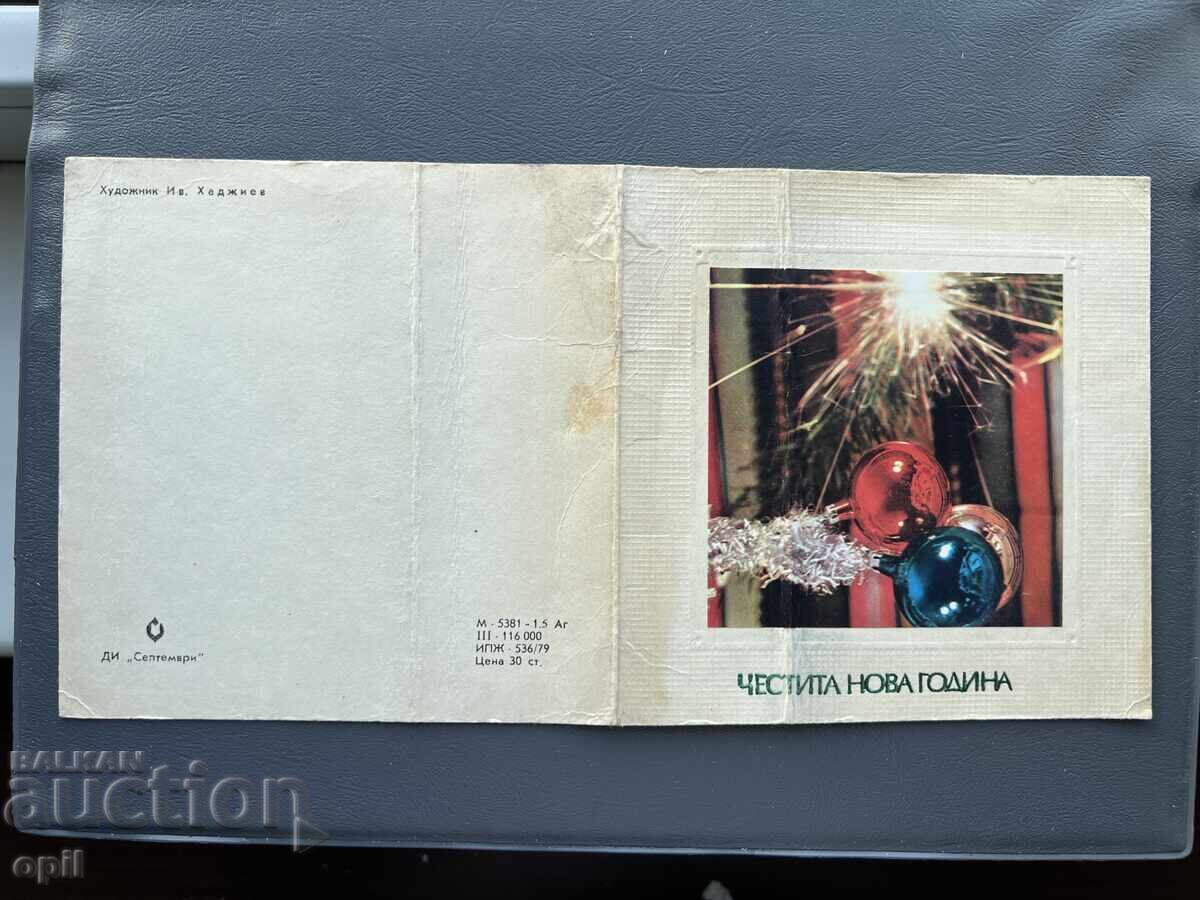 Художник Ив. Хаджиев
ДИ „Септември"
М - 5381 - 1.5 Аг
III - 116 000
ИПЖ - 536/79
Цена 30 ст.
ЧЕСТИТА НОВА ГОДИНА
BALKAN
auction
opil